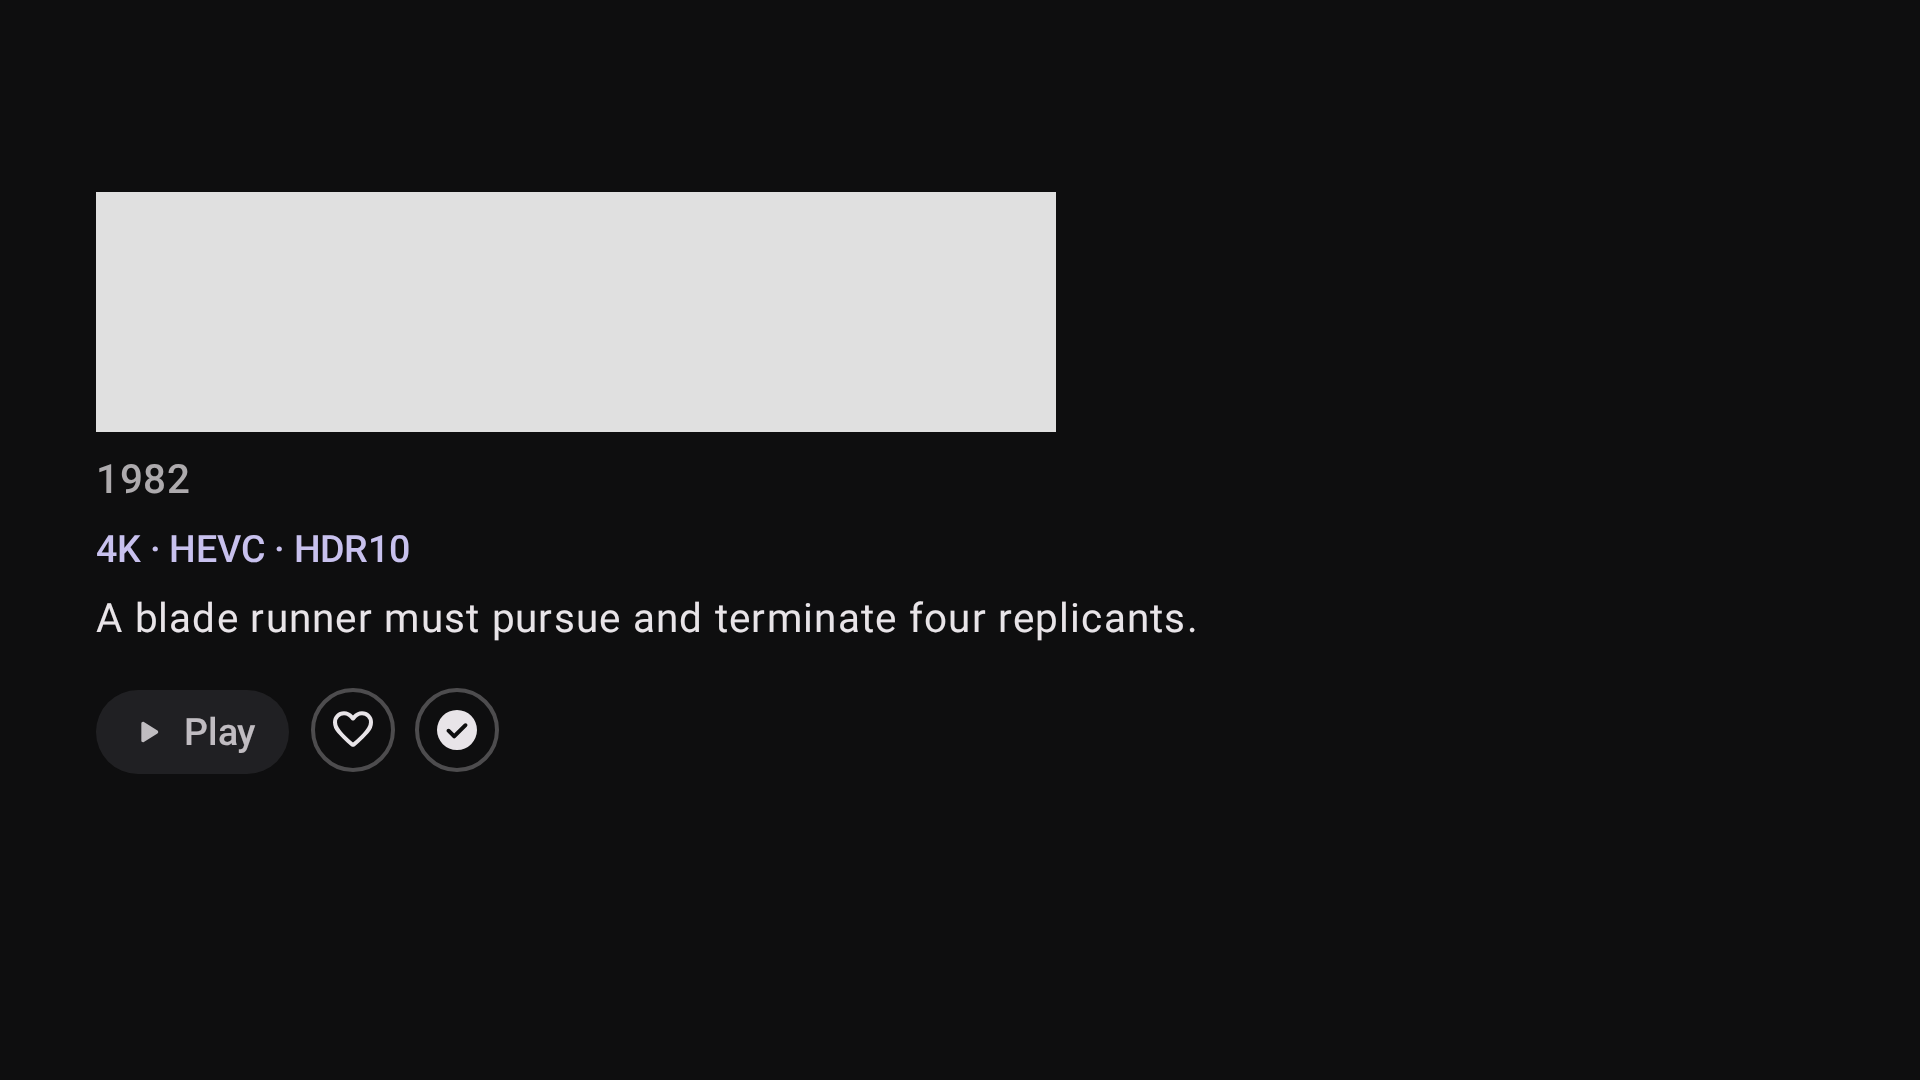 1982
4K · HEVC · HDR10
A blade runner must pursue and terminate four replicants.
Play